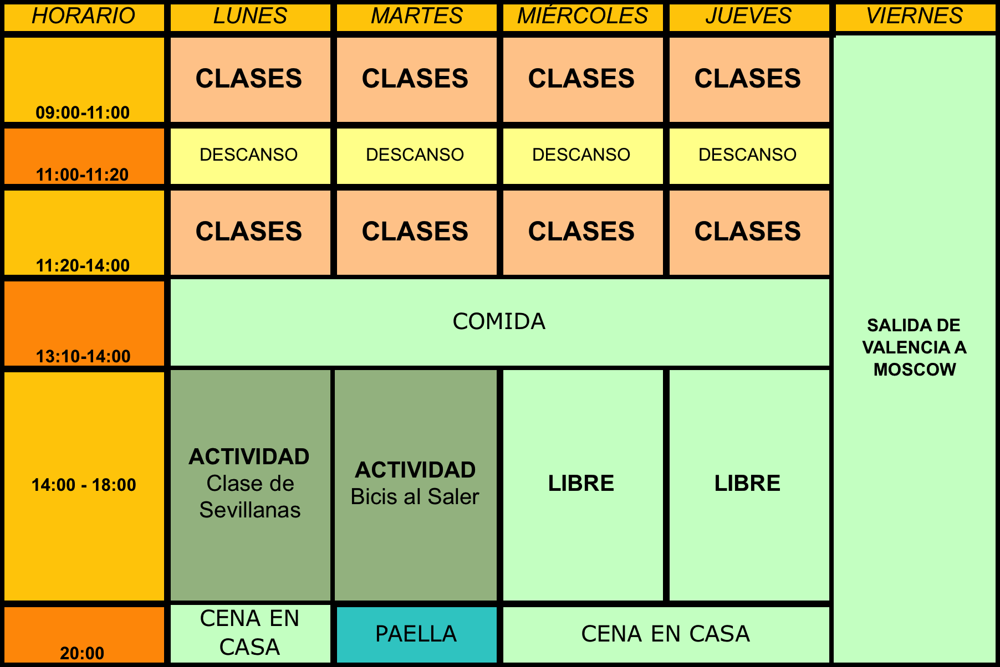 HORARIO LUNES MARTES MIÉRCOLES JUEVES VIERNES
09:00-11:00 CLASES CLASES CLASES CLASES
11:00-11:20 DESCANSO DESCANSO DESCANSO DESCANSO
11:20-14:00 CLASES CLASES CLASES CLASES
13:10-14:00 COMIDA
SALIDA DE
VALENCIA A
MOSCOW
14:00 - 18:00
ACTIVIDAD
Clase de
Sevillanas
ACTIVIDAD
Bicis al Saler
LIBRE
LIBRE
20:00
CENA EN
CASA
PAELLA
CENA EN CASA